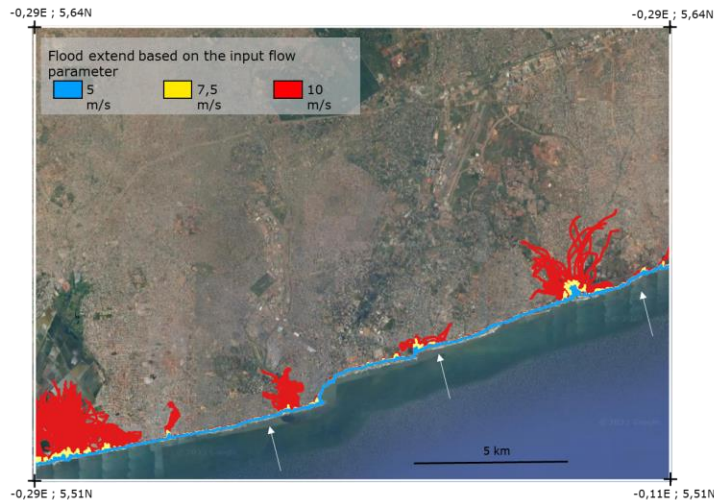 -0,29E ; 5,64N
-0,29E ; 5,64N
Flood extend based on the input flow
parameter
5
m/s
7,5
m/s
10
m/s
5 km
-0,29E ; 5,51N
-0,11E ; 5,51N